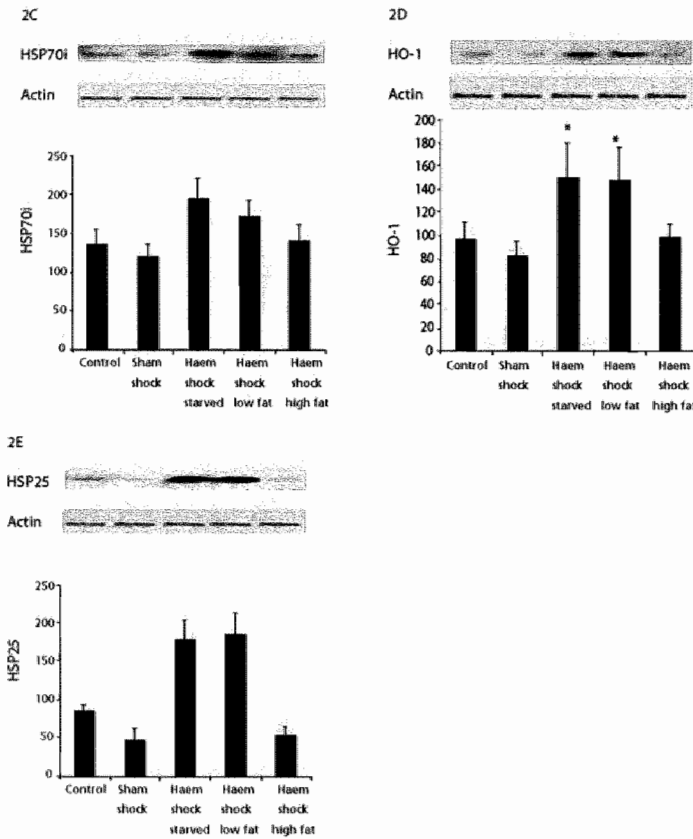 2C
HSP70i
Actin
250
200
150
100
50
0
HSP70i
Control Sham Haem Haem Haem
shock shock shock shock
starved low fat high fat
2D
HO-1
Actin
200
180
160
140
120
100
80
60
40
20
0
HO-1
* *
Control Sham Haem Haem Haem
shock shock shock shock
starved low fat high fat
2E
HSP25
Actin
250
200
150
100
50
0
HSP25
Control Sham Haem Haem Haem
shock shock shock shock
starved low fat high fat